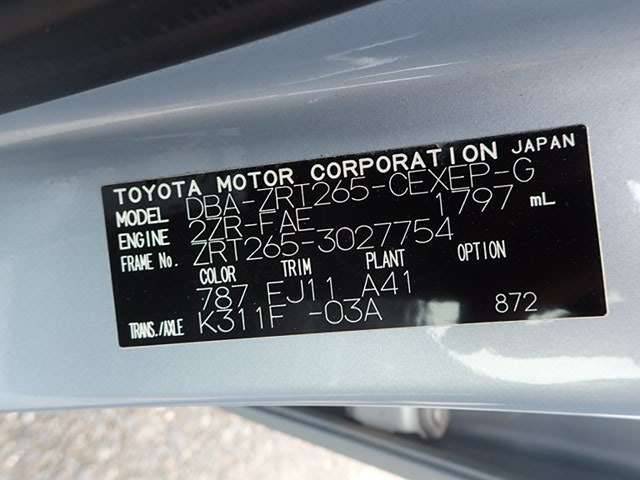 TOYOTA MOTOR CORPORATION JAPAN
MODEL DBA-ZRT265-CEXEP-G
ENGINE 2ZR-FAE 1797 mL
FRAME No. ZRT265-3027754
COLOR TRIM PLANT OPTION
787 FJ11 A41
TRANS./AXLE K311F -03A 872